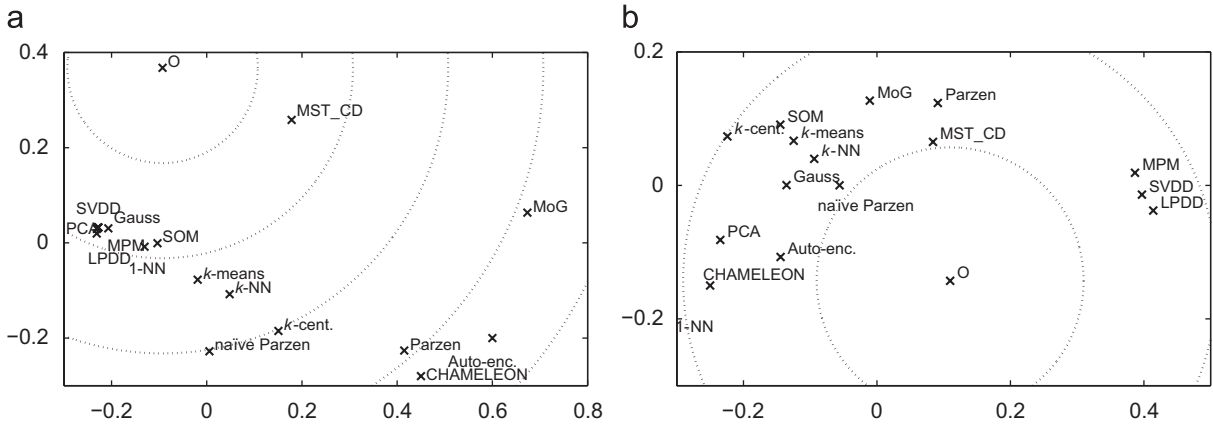 a
0.4
0.2
0
−0.2
−0.2
0
0.2
0.4
0.6
0.8
O
MST_CD
MoG
SVDD
Gauss
PCA
MPM
SOM
LPDD
1-NN
k-means
k-NN
k-cent.
naïve Parzen
Parzen
Auto-enc.
CHAMELEON
b
0.2
0
−0.2
−0.2
0
0.2
0.4
MoG
Parzen
SOM
k-cent.
k-means
MST_CD
k-NN
Gauss
naïve Parzen
MPM
SVDD
LPDD
PCA
Auto-enc.
CHAMELEON
O
1-NN